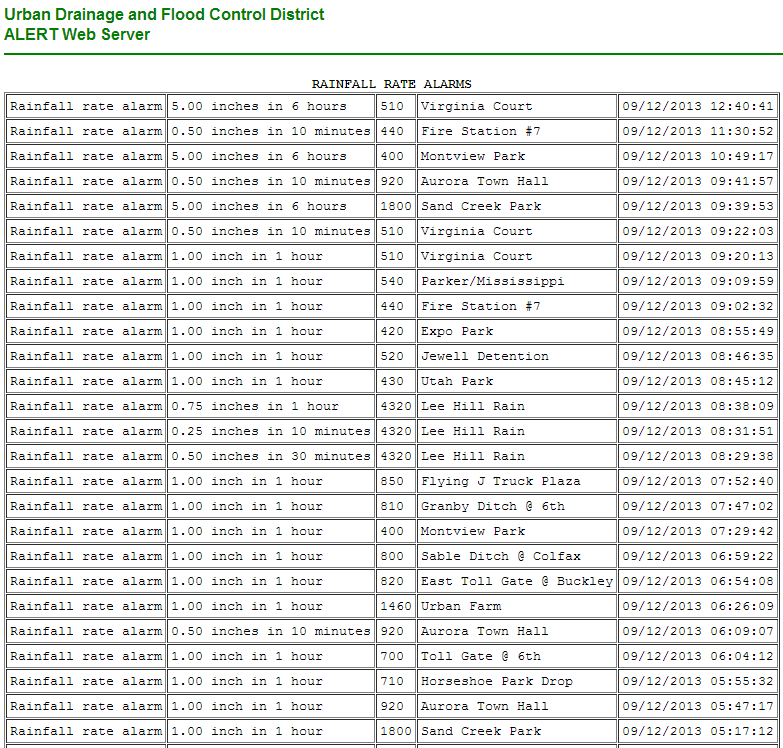 Urban Drainage and Flood Control District
ALERT Web Server
RAINFALL RATE ALARMS
Rainfall rate alarm 5.00 inches in 6 hours 510 Virginia Court 09/12/2013 12:40:41
Rainfall rate alarm 0.50 inches in 10 minutes 440 Fire Station #7 09/12/2013 11:30:52
Rainfall rate alarm 5.00 inches in 6 hours 400 Montview Park 09/12/2013 10:49:17
Rainfall rate alarm 0.50 inches in 10 minutes 920 Aurora Town Hall 09/12/2013 09:41:57
Rainfall rate alarm 5.00 inches in 6 hours 1800 Sand Creek Park 09/12/2013 09:39:53
Rainfall rate alarm 0.50 inches in 10 minutes 510 Virginia Court 09/12/2013 09:22:03
Rainfall rate alarm 1.00 inch in 1 hour 510 Virginia Court 09/12/2013 09:20:13
Rainfall rate alarm 1.00 inch in 1 hour 540 Parker/Mississippi 09/12/2013 09:09:59
Rainfall rate alarm 1.00 inch in 1 hour 440 Fire Station #7 09/12/2013 09:02:32
Rainfall rate alarm 1.00 inch in 1 hour 420 Expo Park 09/12/2013 08:55:49
Rainfall rate alarm 1.00 inch in 1 hour 520 Jewell Detention 09/12/2013 08:46:35
Rainfall rate alarm 1.00 inch in 1 hour 430 Utah Park 09/12/2013 08:45:12
Rainfall rate alarm 0.75 inches in 1 hour 4320 Lee Hill Rain 09/12/2013 08:38:09
Rainfall rate alarm 0.25 inches in 10 minutes 4320 Lee Hill Rain 09/12/2013 08:31:51
Rainfall rate alarm 0.50 inches in 30 minutes 4320 Lee Hill Rain 09/12/2013 08:29:38
Rainfall rate alarm 1.00 inch in 1 hour 850 Flying J Truck Plaza 09/12/2013 07:52:40
Rainfall rate alarm 1.00 inch in 1 hour 810 Granby Ditch @ 6th 09/12/2013 07:47:02
Rainfall rate alarm 1.00 inch in 1 hour 400 Montview Park 09/12/2013 07:29:42
Rainfall rate alarm 1.00 inch in 1 hour 800 Sable Ditch @ Colfax 09/12/2013 06:59:22
Rainfall rate alarm 1.00 inch in 1 hour 820 East Toll Gate @ Buckley 09/12/2013 06:54:08
Rainfall rate alarm 1.00 inch in 1 hour 1460 Urban Farm 09/12/2013 06:26:09
Rainfall rate alarm 0.50 inches in 10 minutes 920 Aurora Town Hall 09/12/2013 06:09:07
Rainfall rate alarm 1.00 inch in 1 hour 700 Toll Gate @ 6th 09/12/2013 06:04:12
Rainfall rate alarm 1.00 inch in 1 hour 710 Horseshoe Park Drop 09/12/2013 05:55:32
Rainfall rate alarm 1.00 inch in 1 hour 920 Aurora Town Hall 09/12/2013 05:47:17
Rainfall rate alarm 1.00 inch in 1 hour 1800 Sand Creek Park 09/12/2013 05:17:12